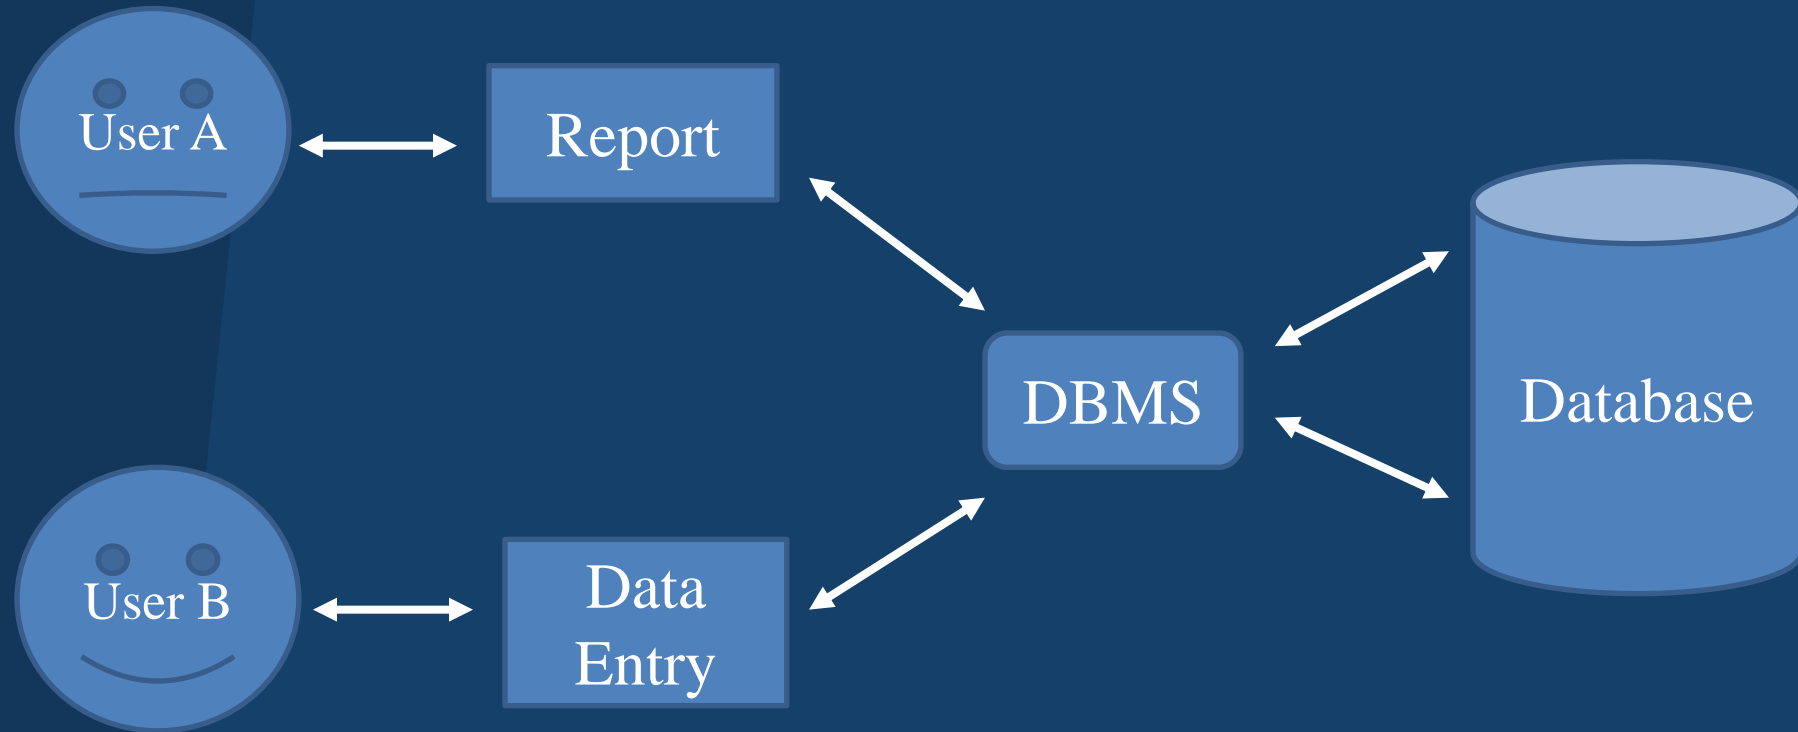 User A
Report
DBMS
Database
User B
Data
Entry